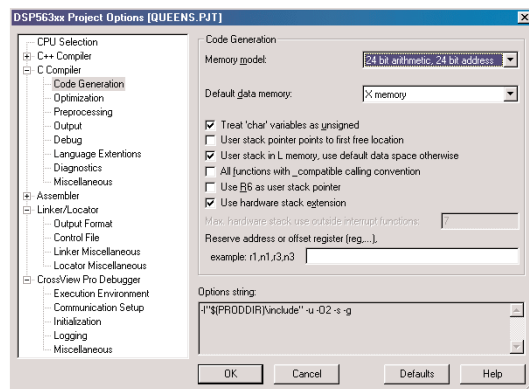 DSP563xx Project Options [QUEENS.PJT]
CPU Selection
C++ Compiler
C Compiler
Code Generation
Optimization
Preprocessing
Output
Debug
Language Extentions
Diagnostics
Miscellaneous
Assembler
Linker/Locator
Output Format
Control File
Linker Miscellaneous
Locator Miscellaneous
CrossView Pro Debugger
Execution Environment
Communication Setup
Initialization
Logging
Miscellaneous
Code Generation
Memory model:
24 bit arithmetic, 24 bit address
Default data memory:
X memory
Treat 'char' variables as unsigned
User stack pointer points to first free location
User stack in L memory, use default data space otherwise
All functions with _compatible calling convention
Use R6 as user stack pointer
Use hardware stack extension
Max. hardware stack use outside interrupt functions: 7
Reserve address or offset register (reg,...),
example: r1,n1,r3,n3
Options string:
-I"$(PRODDIR)\include" -u -O2 -s -g
OK
Cancel
Defaults
Help